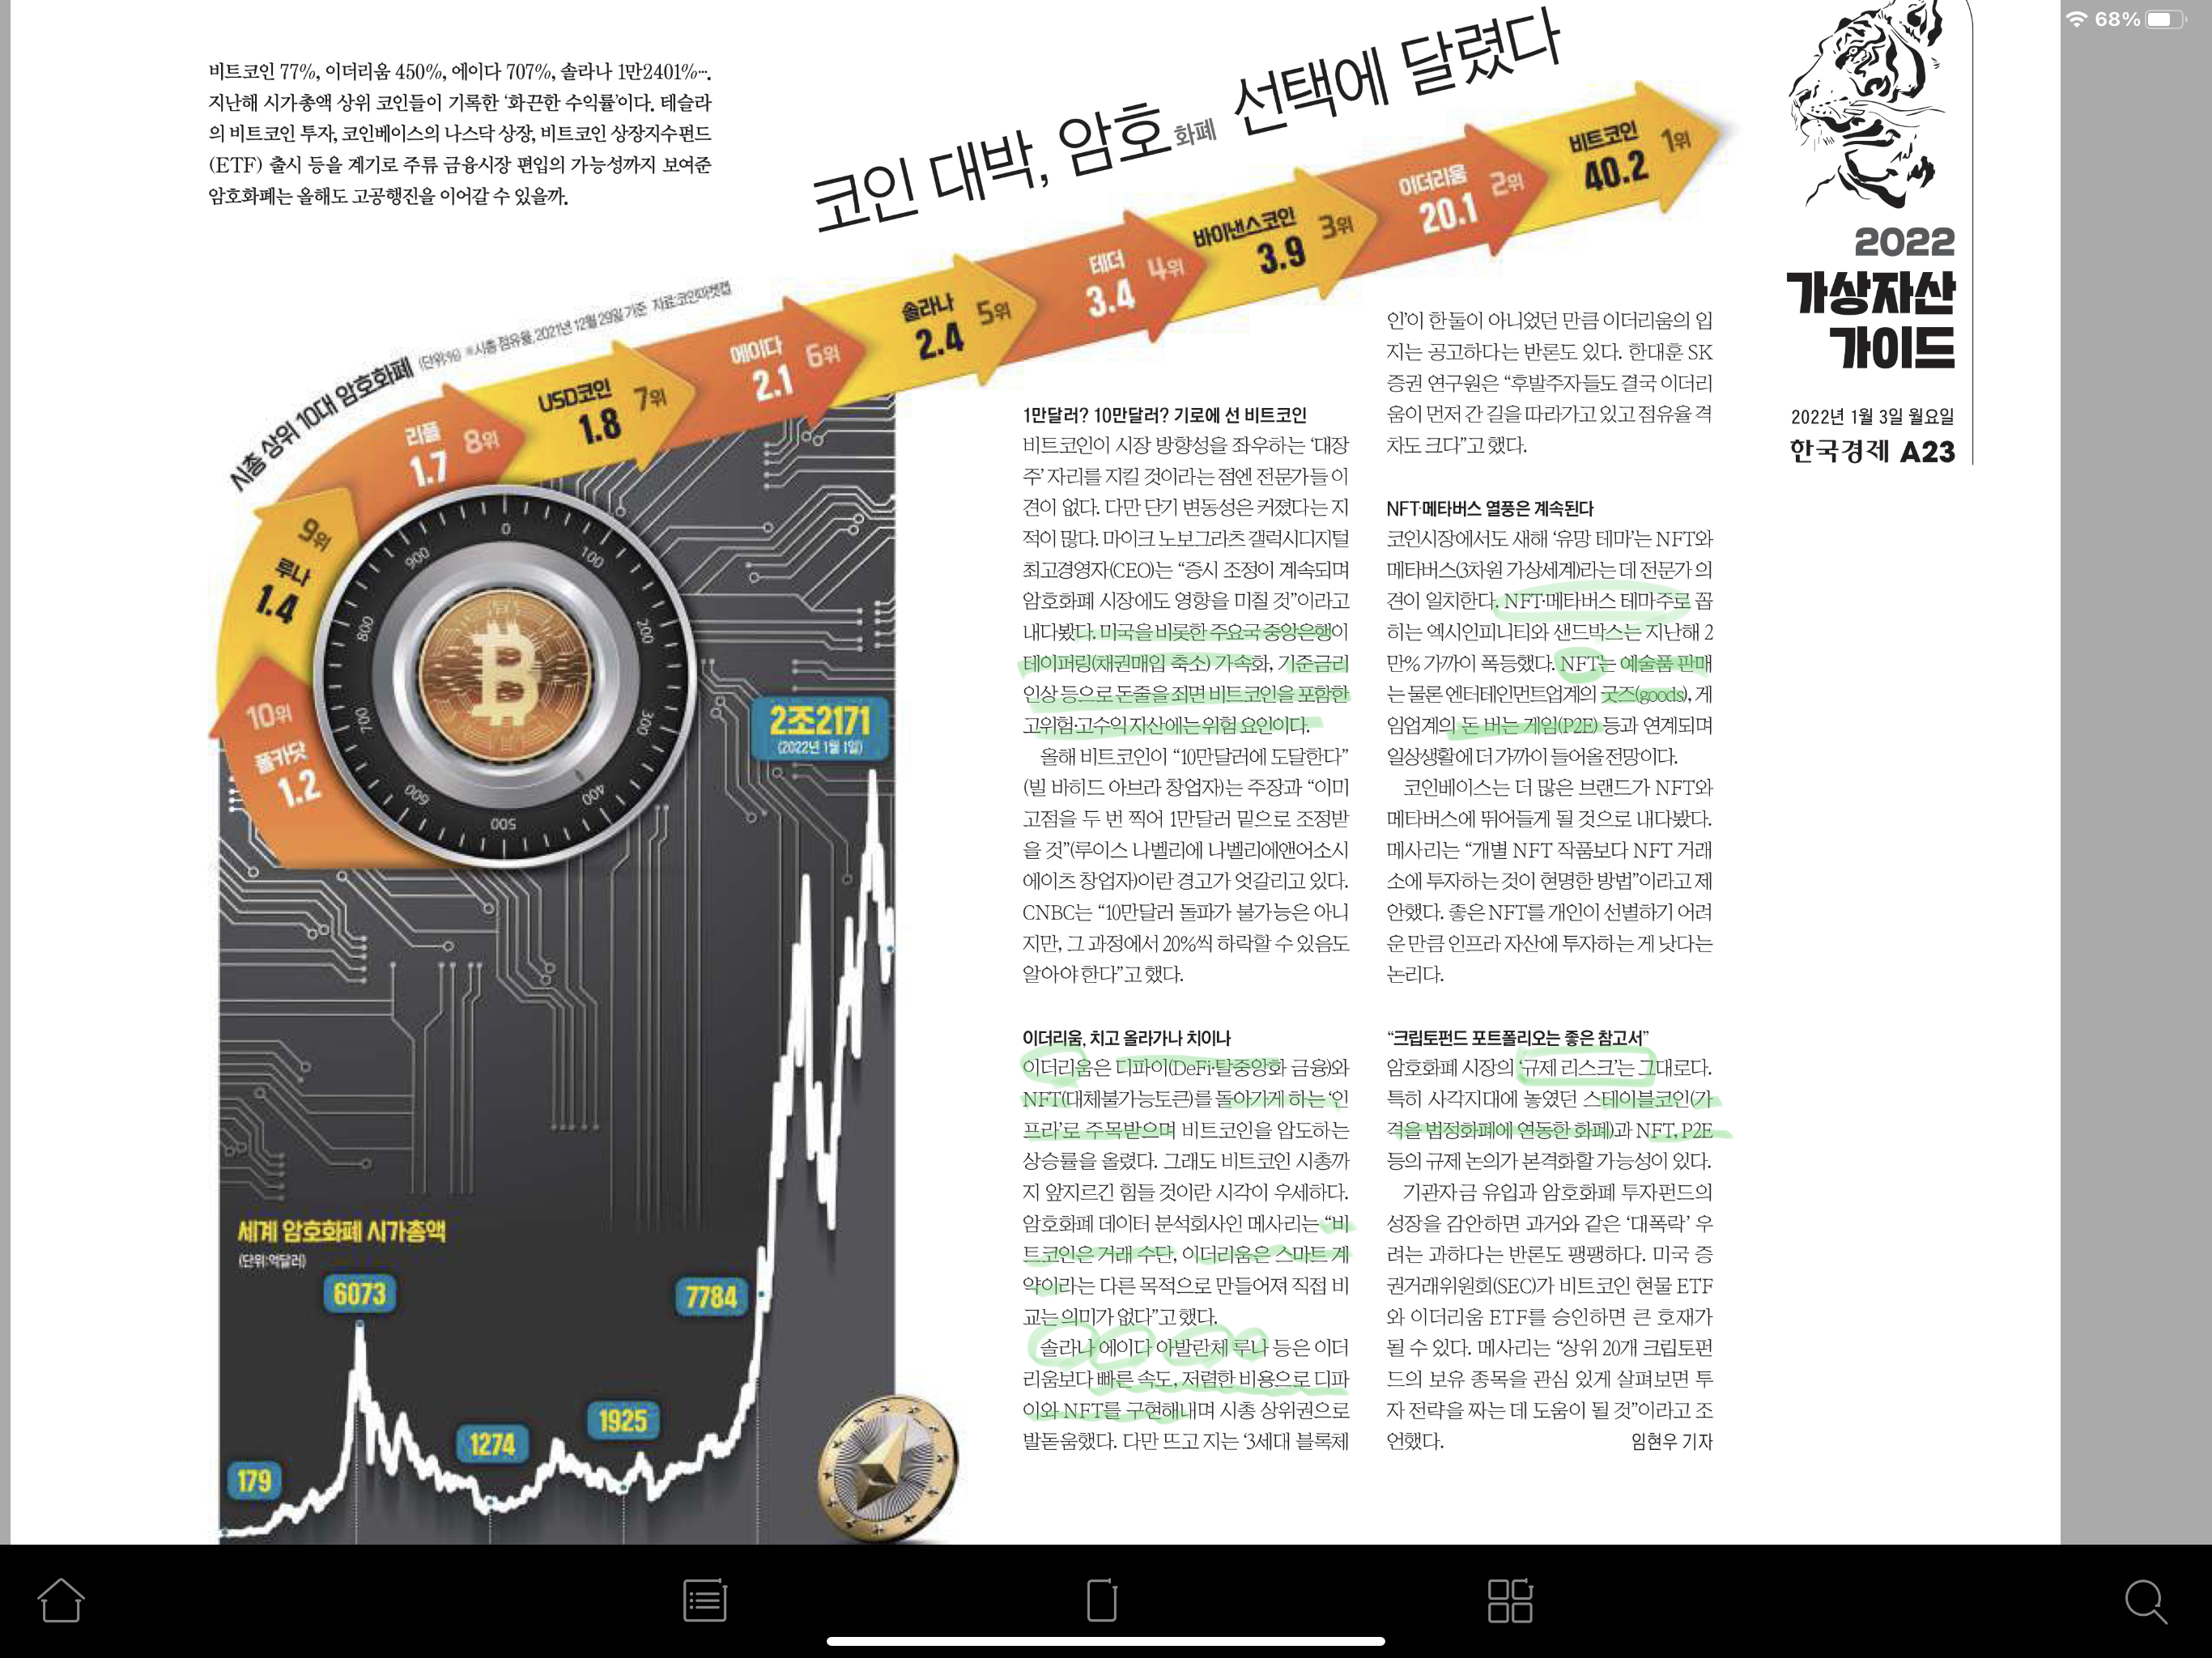 68%
비트코인 77%, 이더리움 450%, 에이다 707%, 솔라나 1만2401%….
지난해 시가총액 상위 코인들이 기록한 ‘화끈한 수익률’이다. 테슬라
의 비트코인 투자, 코인베이스의 나스닥 상장, 비트코인 상장지수펀드
(ETF) 출시 등을 계기로 주류 금융시장 편입의 가능성까지 보여준
암호화폐는 올해도 고공행진을 이어갈 수 있을까.
코인 대박, 암호화폐 선택에 달렸다
2022
가상자산
가이드
2022년 1월 3일 월요일
한국경제 A23
시총 상위 10대 암호화폐 (단위:%) ※시총 점유율, 2021년 12월 29일 기준 자료:코인마켓캡
비트코인 40.2 1위
이더리움 20.1 2위
바이낸스코인 3.9 3위
테더 3.4 4위
솔라나 2.4 5위
에이다 2.1 6위
USD코인 1.8 7위
리플 1.7 8위
9위 루나 1.4
10위 폴카닷 1.2
0
100
200
300
400
500
600
700
800
900
2조2171
(2022년 1월 1일)
세계 암호화폐 시가총액
(단위:억달러)
179
6073
1274
1925
7784
1만달러? 10만달러? 기로에 선 비트코인
비트코인이 시장 방향성을 좌우하는 ‘대장
주’ 자리를 지킬 것이라는 점엔 전문가들 이
견이 없다. 다만 단기 변동성은 커졌다는 지
적이 많다. 마이크 노보그라츠 갤럭시디지털
최고경영자(CEO)는 “증시 조정이 계속되며
암호화폐 시장에도 영향을 미칠 것”이라고
내다봤다. 미국을 비롯한 주요국 중앙은행이
테이퍼링(채권매입 축소) 가속화, 기준금리
인상 등으로 돈줄을 죄면 비트코인을 포함한
고위험·고수익 자산에는 위험 요인이다.
올해 비트코인이 “10만달러에 도달한다”
(빌 바히드 아브라 창업자)는 주장과 “이미
고점을 두 번 찍어 1만달러 밑으로 조정받
을 것”(루이스 나벨리에 나벨리에앤어소시
에이츠 창업자)이란 경고가 엇갈리고 있다.
CNBC는 “10만달러 돌파가 불가능은 아니
지만, 그 과정에서 20%씩 하락할 수 있음도
알아야 한다”고 했다.
이더리움, 치고 올라가나 치이나
이더리움은 디파이(DeFi·탈중앙화 금융)와
NFT(대체불가능토큰)를 돌아가게 하는 ‘인
프라’로 주목받으며 비트코인을 압도하는
상승률을 올렸다. 그래도 비트코인 시총까
지 앞지르긴 힘들 것이란 시각이 우세하다.
암호화폐 데이터 분석회사인 메사리는 “비
트코인은 거래 수단, 이더리움은 스마트 계
약이라는 다른 목적으로 만들어져 직접 비
교는 의미가 없다”고 했다.
솔라나 에이다 아발란체 루나 등은 이더
리움보다 빠른 속도, 저렴한 비용으로 디파
이와 NFT를 구현해내며 시총 상위권으로
발돋움했다. 다만 뜨고 지는 ‘3세대 블록체
인’이 한둘이 아니었던 만큼 이더리움의 입
지는 공고하다는 반론도 있다. 한대훈 SK
증권 연구원은 “후발주자들도 결국 이더리
움이 먼저 간 길을 따라가고 있고 점유율 격
차도 크다”고 했다.
NFT·메타버스 열풍은 계속된다
코인시장에서도 새해 ‘유망 테마’는 NFT와
메타버스(3차원 가상세계)라는 데 전문가 의
견이 일치한다. NFT·메타버스 테마주로 꼽
히는 엑시인피니티와 샌드박스는 지난해 2
만% 가까이 폭등했다. NFT는 예술품 판매
는 물론 엔터테인먼트업계의 굿즈(goods), 게
임업계의 돈 버는 게임(P2E) 등과 연계되며
일상생활에 더 가까이 들어올 전망이다.
코인베이스는 더 많은 브랜드가 NFT와
메타버스에 뛰어들게 될 것으로 내다봤다.
메사리는 “개별 NFT 작품보다 NFT 거래
소에 투자하는 것이 현명한 방법”이라고 제
안했다. 좋은 NFT를 개인이 선별하기 어려
운 만큼 인프라 자산에 투자하는 게 낫다는
논리다.
“크립토펀드 포트폴리오는 좋은 참고서”
암호화폐 시장의 ‘규제 리스크’는 그대로다.
특히 사각지대에 놓였던 스테이블코인(가
격을 법정화폐에 연동한 화폐)과 NFT, P2E
등의 규제 논의가 본격화할 가능성이 있다.
기관자금 유입과 암호화폐 투자펀드의
성장을 감안하면 과거와 같은 ‘대폭락’ 우
려는 과하다는 반론도 팽팽하다. 미국 증
권거래위원회(SEC)가 비트코인 현물 ETF
와 이더리움 ETF를 승인하면 큰 호재가
될 수 있다. 메사리는 “상위 20개 크립토펀
드의 보유 종목을 관심 있게 살펴보면 투
자 전략을 짜는 데 도움이 될 것”이라고 조
언했다.
임현우 기자